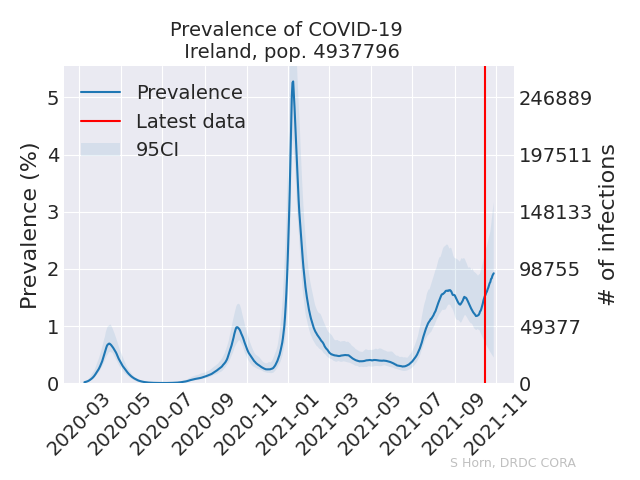 Prevalence of COVID-19
Ireland, pop. 4937796
Prevalence
Latest data
95CI
Prevalence (%)
5
4
3
2
1
0
246889
197511
148133
98755
49377
0
# of infections
2020-03
2020-05
2020-07
2020-09
2020-11
2021-01
2021-03
2021-05
2021-07
2021-09
2021-11
S Horn, DRDC CORA